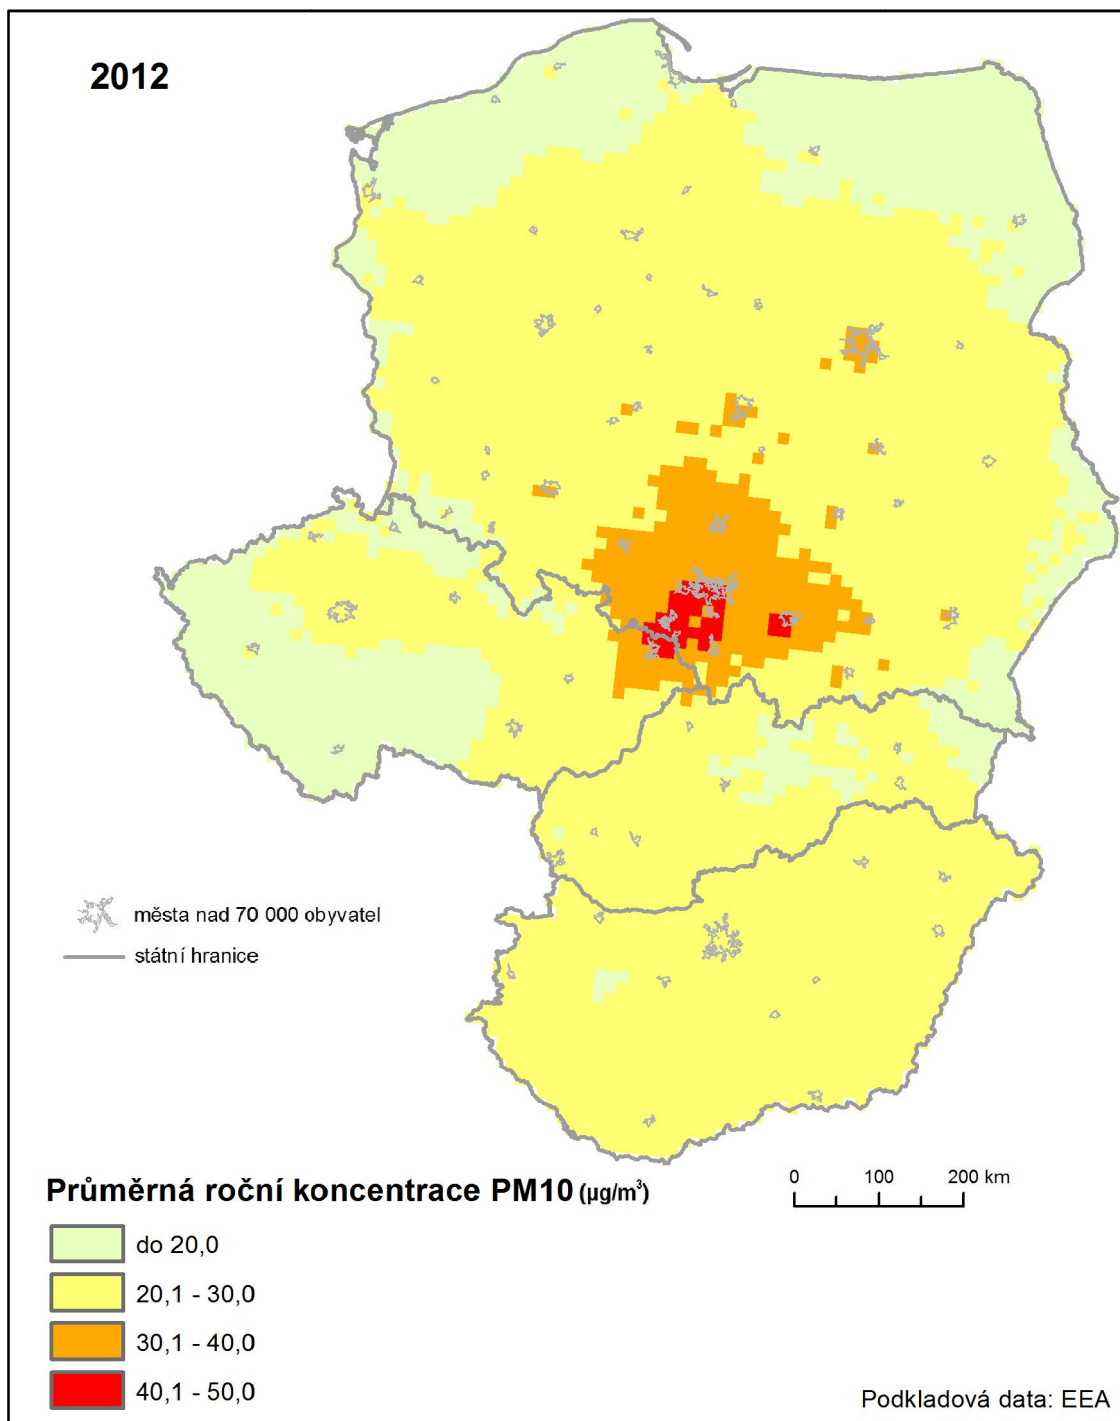 2012
města nad 70 000 obyvatel
státní hranice
Průměrná roční koncentrace PM10 (µg/m³)
0 100 200 km
do 20,0
20,1 - 30,0
30,1 - 40,0
40,1 - 50,0
Podkladová data: EEA